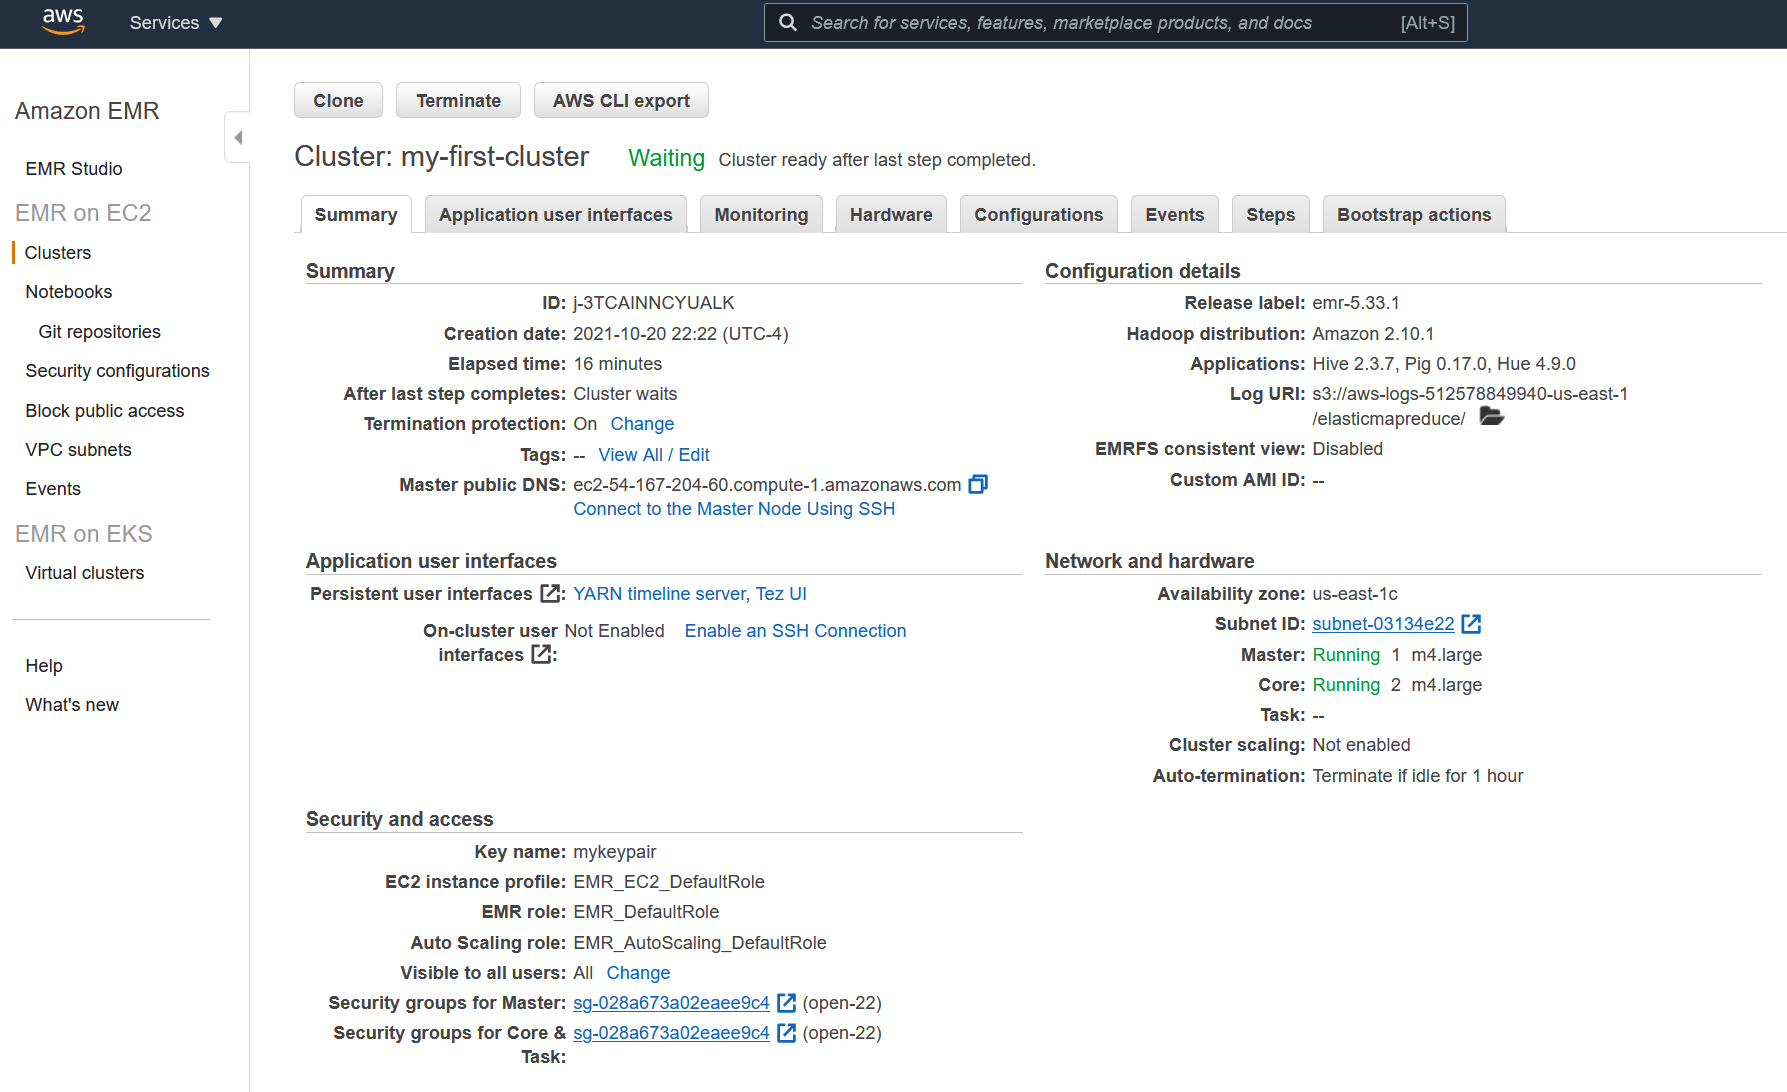 aws
Services
Search for services, features, marketplace products, and docs [Alt+S]
Amazon EMR
EMR Studio
EMR on EC2
Clusters
Notebooks
Git repositories
Security configurations
Block public access
VPC subnets
Events
EMR on EKS
Virtual clusters
Help
What's new
Clone Terminate AWS CLI export
Cluster: my-first-cluster Waiting Cluster ready after last step completed.
Summary Application user interfaces Monitoring Hardware Configurations Events Steps Bootstrap actions
Summary
ID: j-3TCAINNCYUALK
Creation date: 2021-10-20 22:22 (UTC-4)
Elapsed time: 16 minutes
After last step completes: Cluster waits
Termination protection: On Change
Tags: -- View All / Edit
Master public DNS: ec2-54-167-204-60.compute-1.amazonaws.com
Connect to the Master Node Using SSH
Configuration details
Release label: emr-5.33.1
Hadoop distribution: Amazon 2.10.1
Applications: Hive 2.3.7, Pig 0.17.0, Hue 4.9.0
Log URI: s3://aws-logs-512578849940-us-east-1
/elasticmapreduce/
EMRFS consistent view: Disabled
Custom AMI ID: --
Application user interfaces
Persistent user interfaces : YARN timeline server, Tez UI
On-cluster user Not Enabled Enable an SSH Connection
interfaces :
Network and hardware
Availability zone: us-east-1c
Subnet ID: subnet-03134e22
Master: Running 1 m4.large
Core: Running 2 m4.large
Task: --
Cluster scaling: Not enabled
Auto-termination: Terminate if idle for 1 hour
Security and access
Key name: mykeypair
EC2 instance profile: EMR_EC2_DefaultRole
EMR role: EMR_DefaultRole
Auto Scaling role: EMR_AutoScaling_DefaultRole
Visible to all users: All Change
Security groups for Master: sg-028a673a02eaee9c4 (open-22)
Security groups for Core & sg-028a673a02eaee9c4 (open-22)
Task: